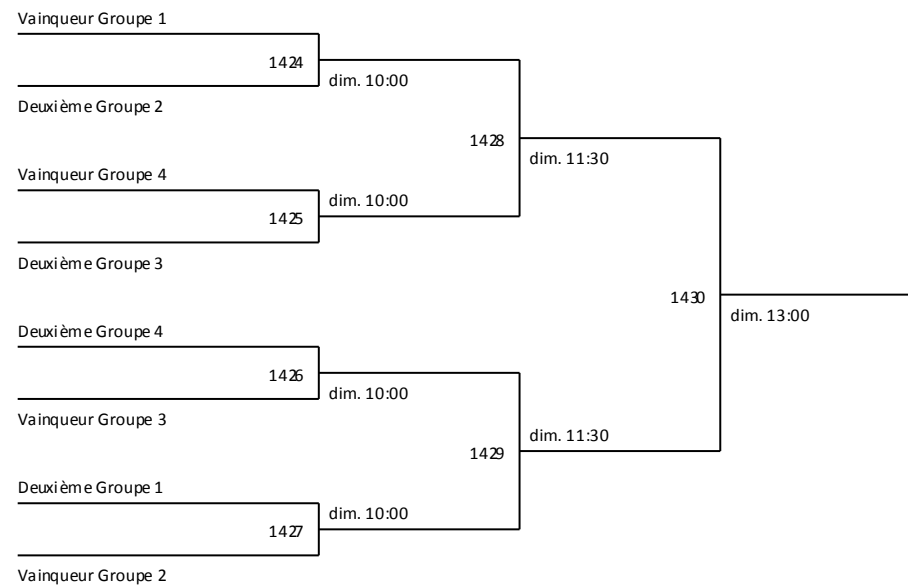 Vainqueur Groupe 1
1424
dim. 10:00
Deuxième Groupe 2
1428
dim. 11:30
Vainqueur Groupe 4
dim. 10:00
1425
Deuxième Groupe 3
1430
dim. 13:00
Deuxième Groupe 4
1426
dim. 10:00
Vainqueur Groupe 3
dim. 11:30
1429
Deuxième Groupe 1
dim. 10:00
1427
Vainqueur Groupe 2